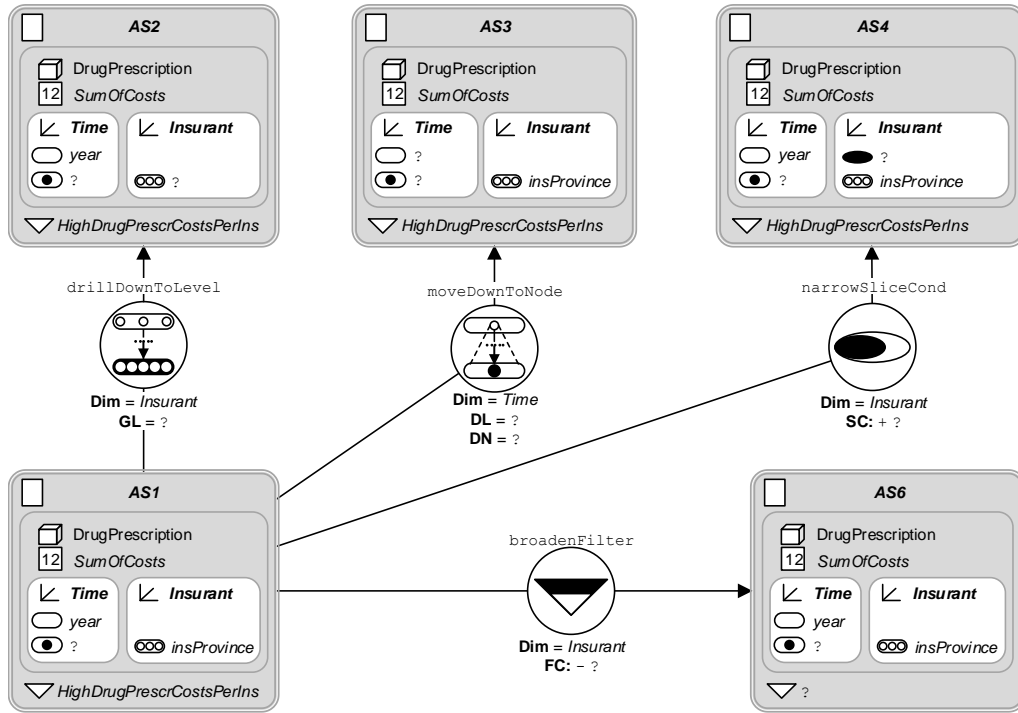 AS2
DrugPrescription
12 SumOfCosts
Time
Insurant
year
? ?
HighDrugPrescrCostsPerIns
AS3
DrugPrescription
12 SumOfCosts
Time
Insurant
?
? insProvince
HighDrugPrescrCostsPerIns
AS4
DrugPrescription
12 SumOfCosts
Time
Insurant
year ?
? insProvince
HighDrugPrescrCostsPerIns
drillDownToLevel
Dim = Insurant
GL = ?
moveDownToNode
Dim = Time
DL = ?
DN = ?
narrowSliceCond
Dim = Insurant
SC: + ?
AS1
DrugPrescription
12 SumOfCosts
Time
Insurant
year
? insProvince
HighDrugPrescrCostsPerIns
broadenFilter
Dim = Insurant
FC: – ?
AS6
DrugPrescription
12 SumOfCosts
Time
Insurant
year
? insProvince
?